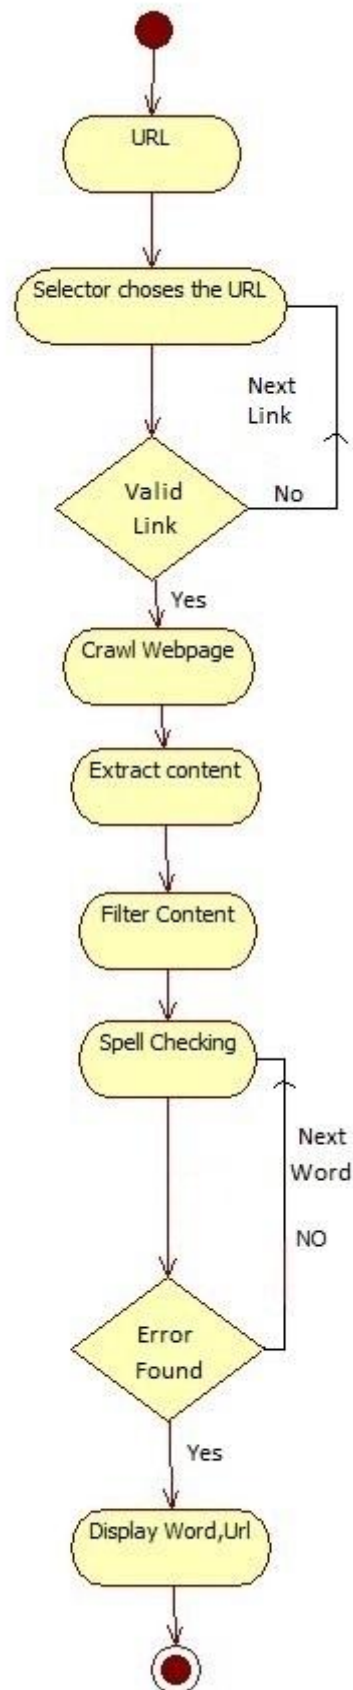 URL
Selector choses the URL
Next
Link
Valid
Link
No
Yes
Crawl Webpage
Extract content
Filter Content
Spell Checking
Next
Word
NO
Error
Found
Yes
Display Word,Url